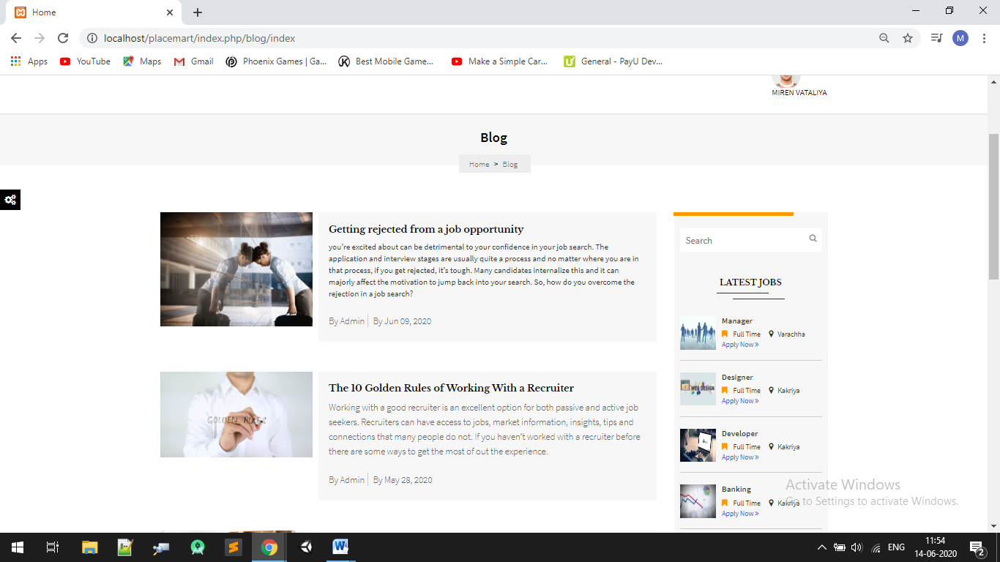 Home
localhost/placemart/index.php/blog/index
M
Apps YouTube Maps Gmail Phoenix Games | Ga... Best Mobile Game... Make a Simple Car... General - PayU Dev...
MIREN VATALIYA
Blog
Home > Blog
Getting rejected from a job opportunity
you’re excited about can be detrimental to your confidence in your job search. The
application and interview stages are usually quite a process and no matter where you are in
that process, if you get rejected, it’s tough. Many candidates internalize this and it can
majorly affect the motivation to jump back into your search. So, how do you overcome the
rejection in a job search?
By Admin By Jun 09, 2020
GOLDEN RULES
The 10 Golden Rules of Working With a Recruiter
Working with a good recruiter is an excellent option for both passive and active job
seekers. Recruiters can have access to jobs, market information, insights, tips and
connections that many people do not. If you haven’t worked with a recruiter before
there are some ways to get the most of out the experience.
By Admin By May 28, 2020
Search
LATEST JOBS
Manager
Full Time Varachha
Apply Now »
WEB DESIGN
Designer
Full Time Kakriya
Apply Now »
Developer
Full Time Kakriya
Apply Now »
Banking
Full Time Kakriya
Apply Now »
Activate Windows
Go to Settings to activate Windows.
ENG
11:54
14-06-2020
2